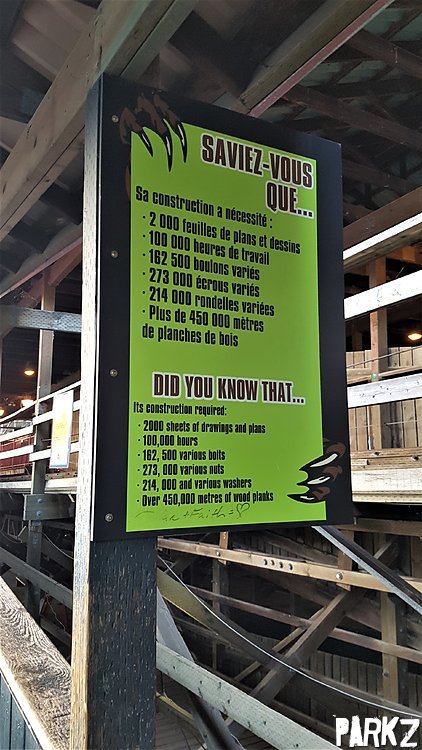 SAVIEZ-VOUS
QUE...
Sa construction a nécessité :
· 2 000 feuilles de plans et dessins
· 100 000 heures de travail
· 162 500 boulons variés
· 273 000 écrous variés
· 214 000 rondelles variées
· Plus de 450 000 mètres
de planches de bois
DID YOU KNOW THAT...
Its construction required:
· 2000 sheets of drawings and plans
· 100,000 hours
· 162, 500 various bolts
· 273, 000 various nuts
· 214, 000 and various washers
· Over 450,000 metres of wood planks
+ Faith = ♡
PARKZ